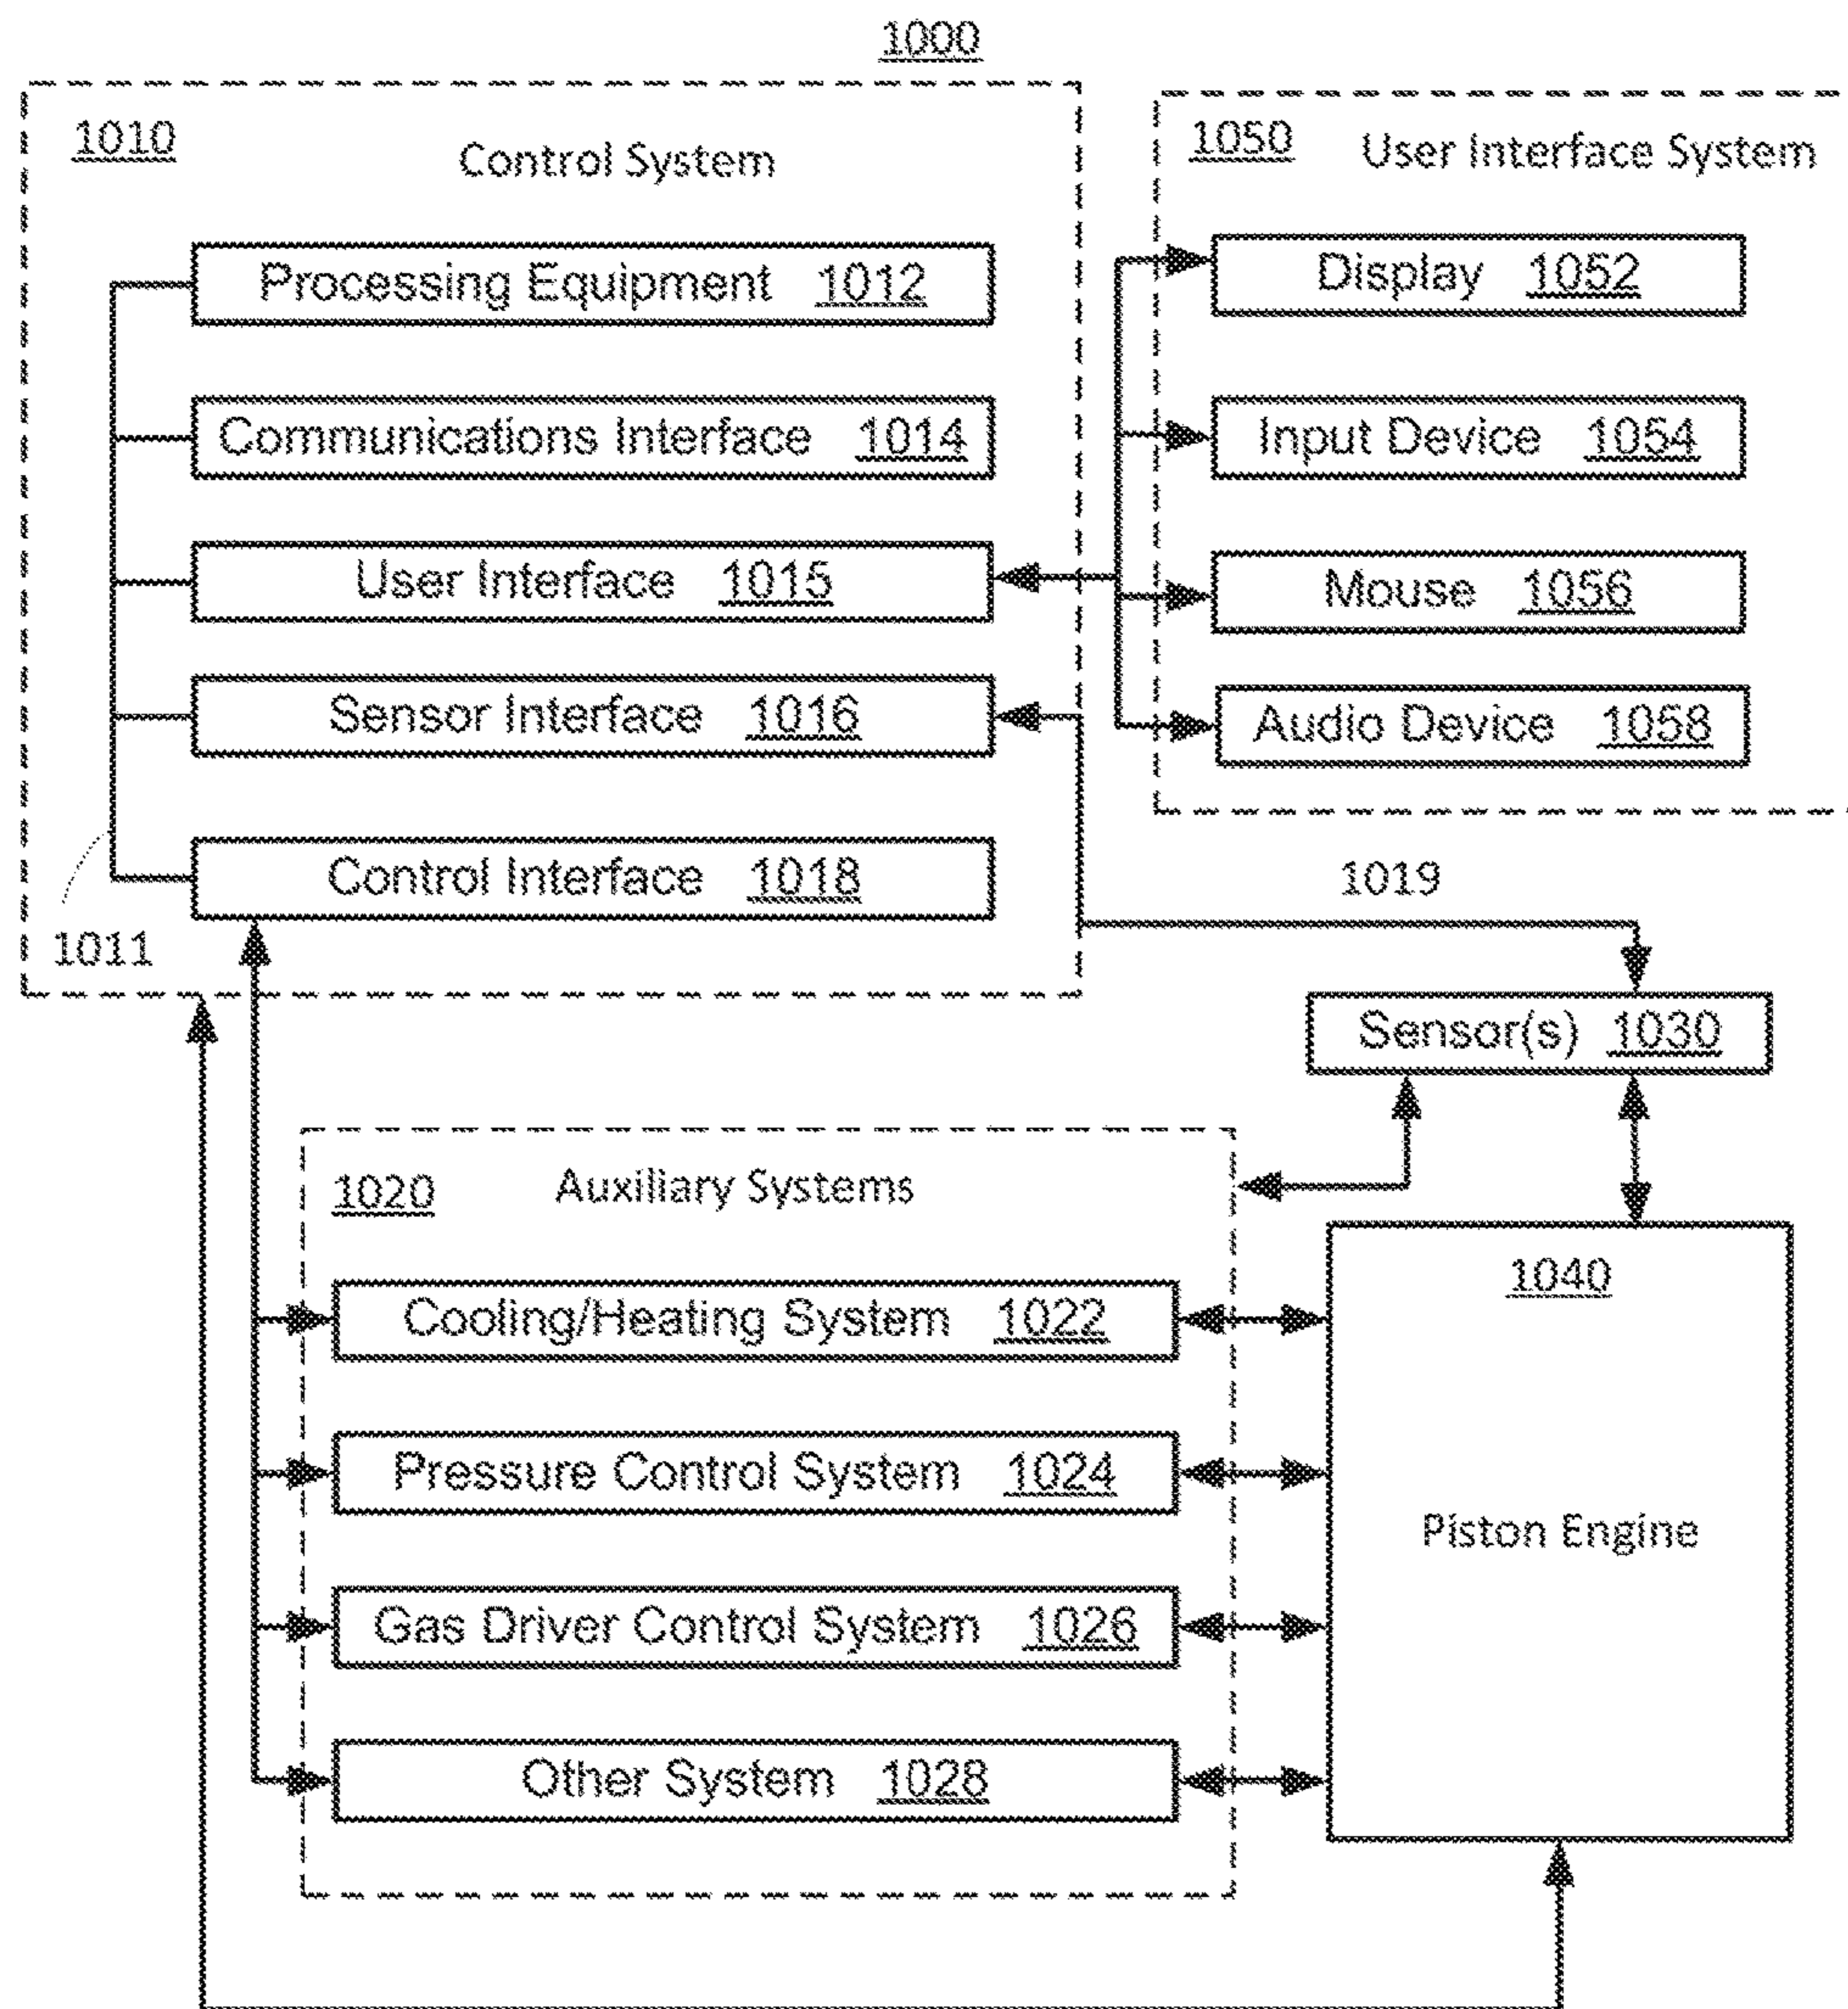 1000
1010
Control System
Processing Equipment 1012
Communications Interface 1014
User Interface 1015
Sensor Interface 1016
Control Interface 1018
1011
1050
User Interface System
Display 1052
Input Device 1054
Mouse 1056
Audio Device 1058
1019
Sensor(s) 1030
1020
Auxiliary Systems
Cooling/Heating System 1022
Pressure Control System 1024
Gas Driver Control System 1026
Other System 1028
1040
Piston Engine